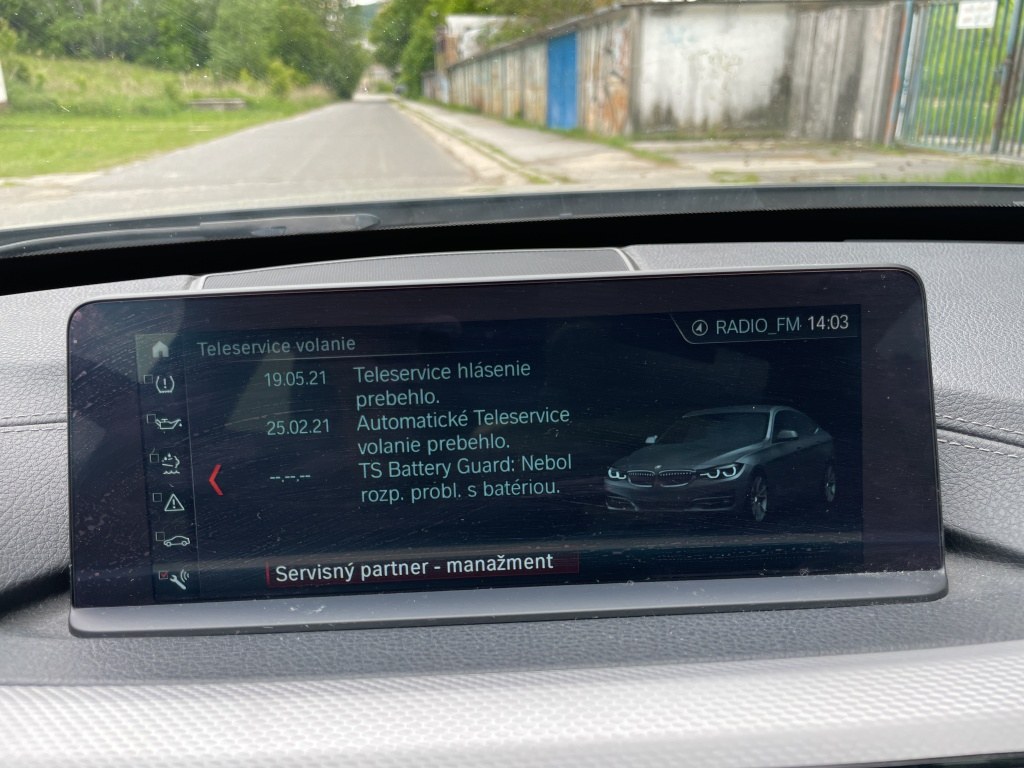 RADIO_FM 14:03
Teleservice volanie
19.05.21 Teleservice hlásenie
prebehlo.
25.02.21 Automatické Teleservice
volanie prebehlo.
--.--.-- TS Battery Guard: Nebol
rozp. probl. s batériou.
Servisný partner - manažment